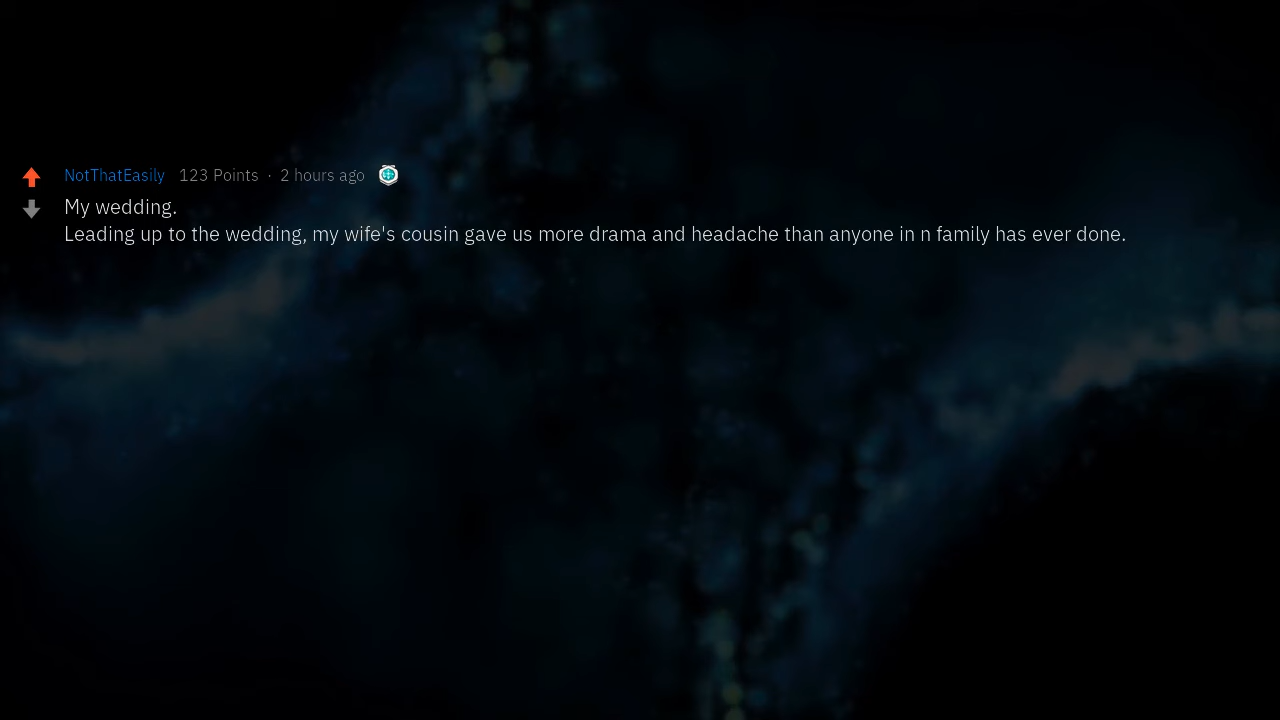 NotThatEasily 123 Points · 2 hours ago
My wedding.
Leading up to the wedding, my wife's cousin gave us more drama and headache than anyone in n family has ever done.